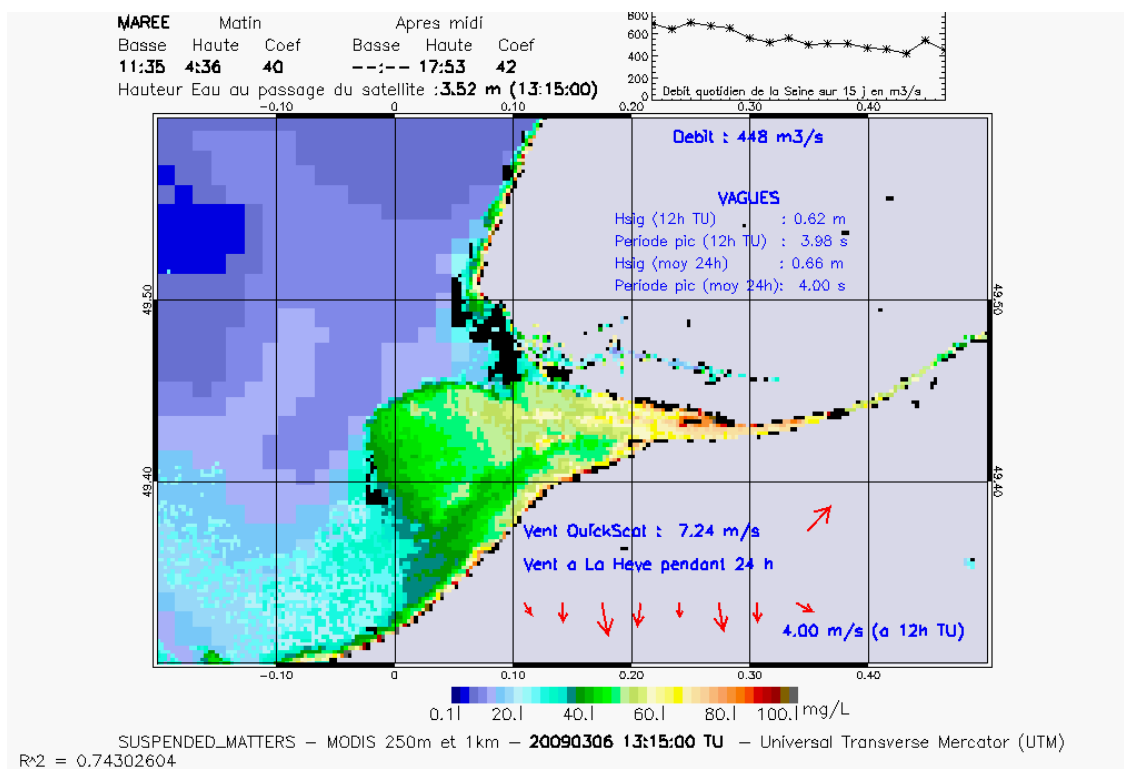 MAREE Matin Apres midi
Basse Haute Coef Basse Haute Coef
11:35 4:36 40 --:-- 17:53 42
Hauteur Eau au passage du satellite :3.52 m (13:15:00)
800
600
400
200
0
Debit quotidien de la Seine sur 15 j en m3/s
-0.10 0 0.10 0.20 0.30 0.40
Debit : 448 m3/s
VAGUES
Hsig (12h TU) : 0.62 m
Periode pic (12h TU) : 3.98 s
Hsig (moy 24h) : 0.66 m
Periode pic (moy 24h): 4.00 s
49.50 49.50
49.40 49.40
Vent QuickScat : 7.24 m/s
Vent a La Heve pendant 24 h
4.00 m/s (a 12h TU)
-0.10 0 0.10 0.20 0.30 0.40
0.1| 20.| 40.| 60.| 80.| 100.| mg/L
SUSPENDED_MATTERS - MODIS 250m et 1km - 20090306 13:15:00 TU - Universal Transverse Mercator (UTM)
R^2 = 0.74302604